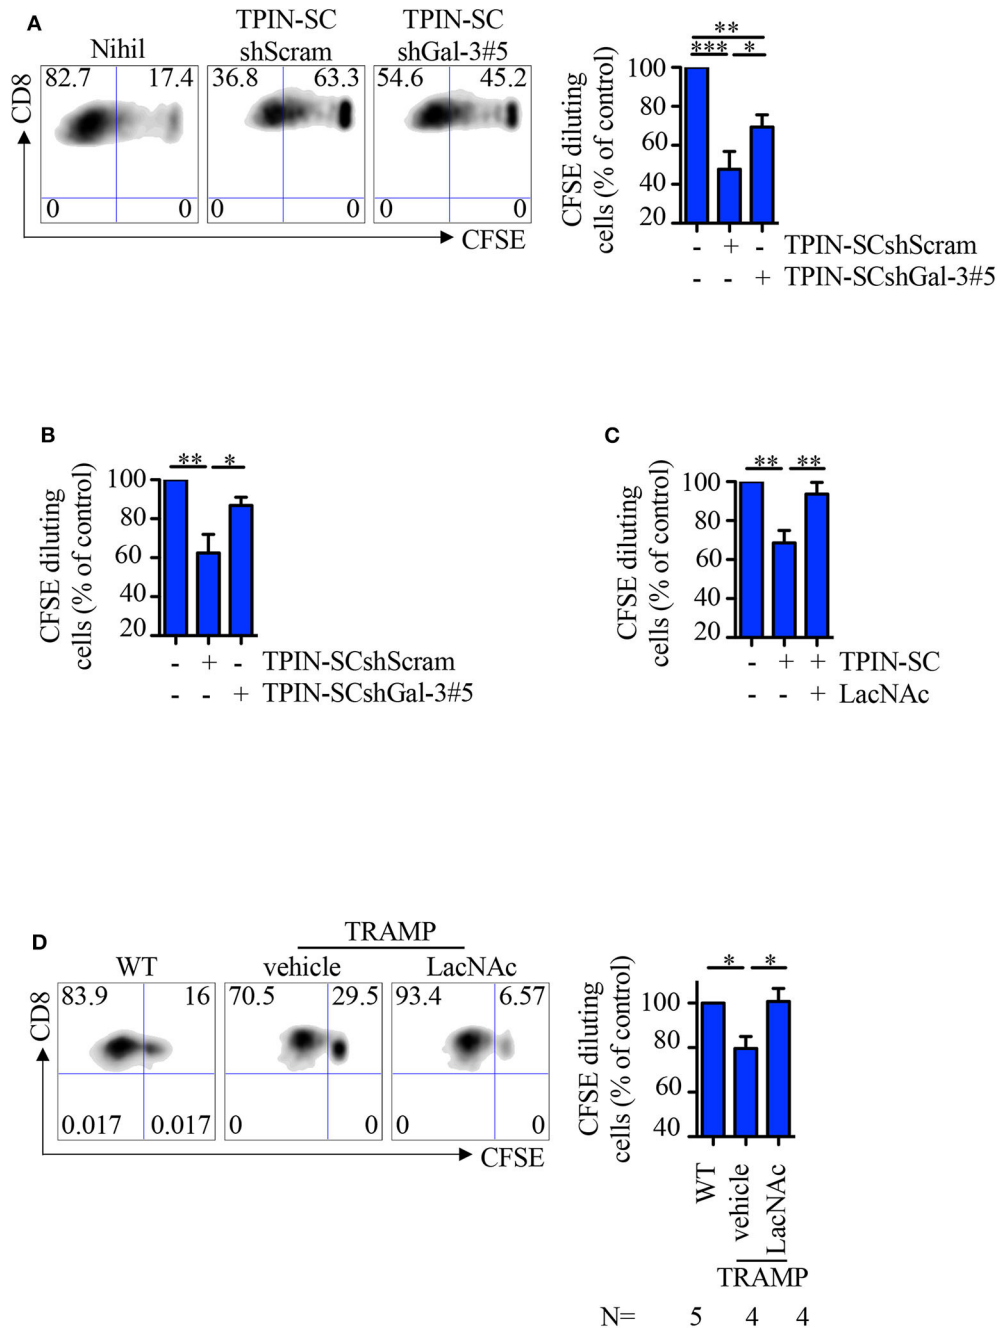 A
Nihil
TPIN-SC
shScram
TPIN-SC
shGal-3#5
82.7 17.4
36.8 63.3
54.6 45.2
0 0
0 0
0 0
CD8
CFSE
CFSE diluting
cells (% of control)
**
*** *
100
80
60
40
20
- + - TPIN-SCshScram
- - + TPIN-SCshGal-3#5
B
CFSE diluting
cells (% of control)
** *
100
80
60
40
20
- + - TPIN-SCshScram
- - + TPIN-SCshGal-3#5
C
CFSE diluting
cells (% of control)
** **
100
80
60
40
20
- + + TPIN-SC
- - + LacNAc
D
TRAMP
WT
vehicle
LacNAc
83.9 16
70.5 29.5
93.4 6.57
0.017 0.017
0 0
0 0
CD8
CFSE
CFSE diluting
cells (% of control)
* *
100
80
60
40
WT
vehicle
LacNAc
TRAMP
N= 5 4 4